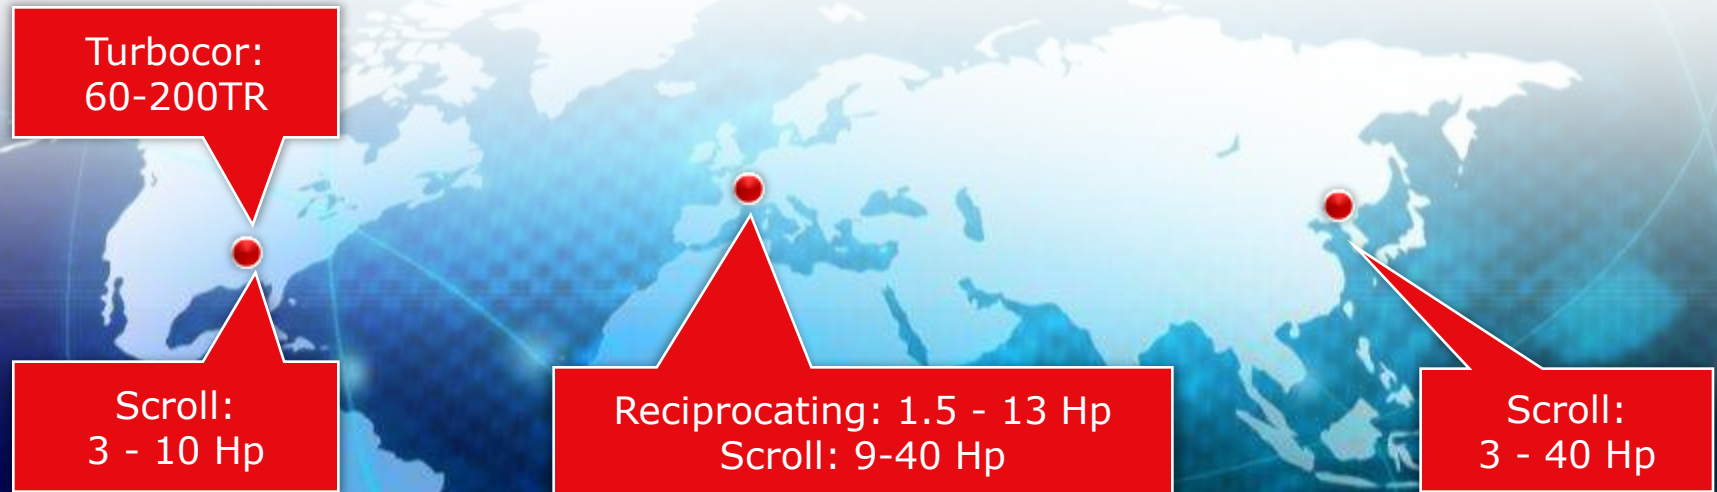 Turbocor:
60-200TR
Scroll:
3 - 10 Hp
Reciprocating: 1.5 - 13 Hp
Scroll: 9-40 Hp
Scroll:
3 - 40 Hp